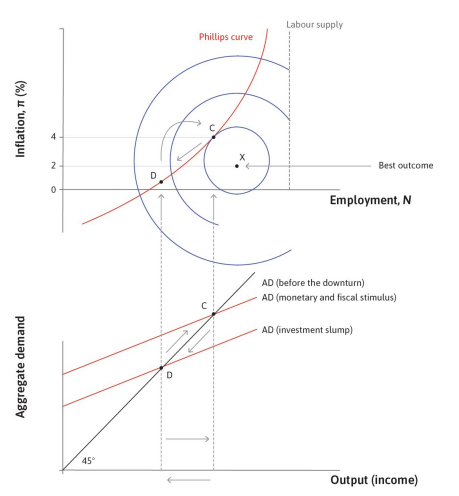 Labour supply
Phillips curve
Inflation, π (%)
C
4
X
2
Best outcome
D
0
Employment, N
AD (before the downturn)
AD (monetary and fiscal stimulus)
C
AD (investment slump)
Aggregate demand
D
45°
Output (income)